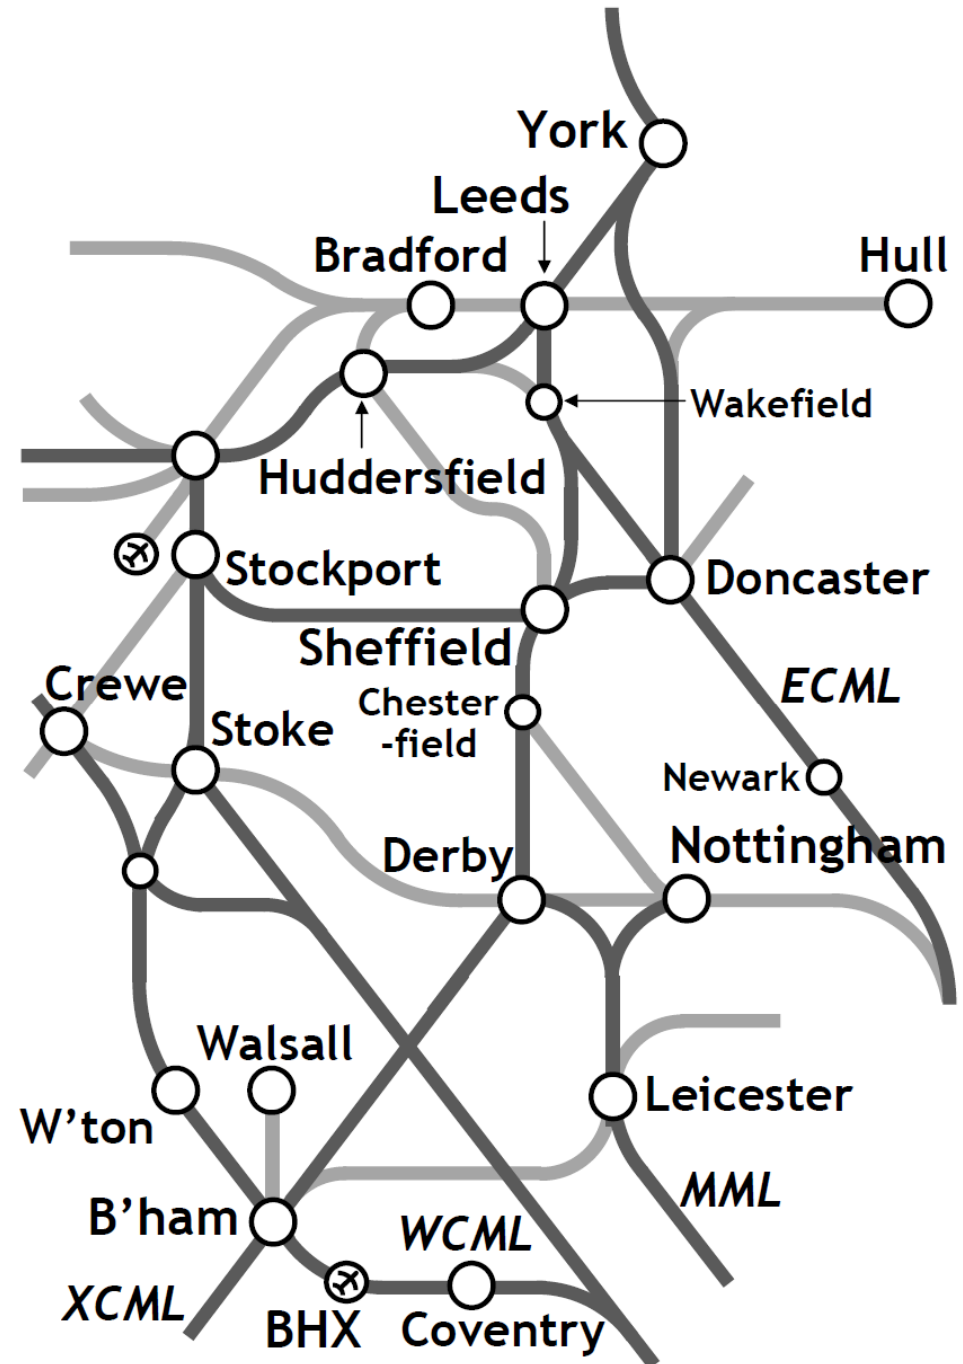 York
Leeds
Bradford
Hull
Wakefield
Huddersfield
Stockport
Doncaster
Sheffield
Crewe
ECML
Chester
-field
Stoke
Newark
Nottingham
Derby
Walsall
Leicester
W'ton
MML
B'ham
WCML
XCML
BHX
Coventry